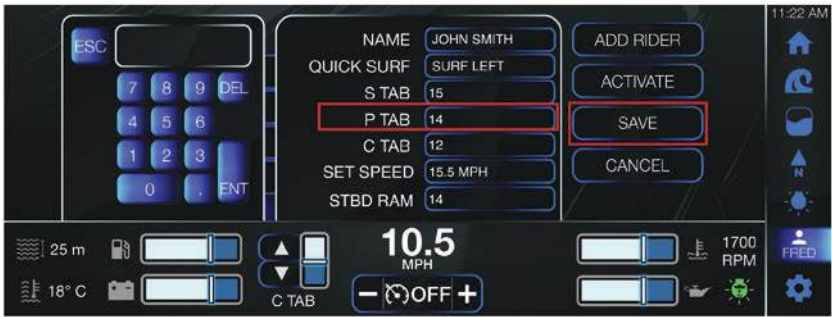 11:22 AM
ESC
7 8 9 DEL
4 5 6
1 2 3
0 . ENT
NAME JOHN SMITH
QUICK SURF SURF LEFT
S TAB 15
P TAB 14
C TAB 12
SET SPEED 15.5 MPH
STBD RAM 14
ADD RIDER
ACTIVATE
SAVE
CANCEL
N
FRED
25 m
18° C
C TAB
10.5
MPH
− OFF +
1700
RPM